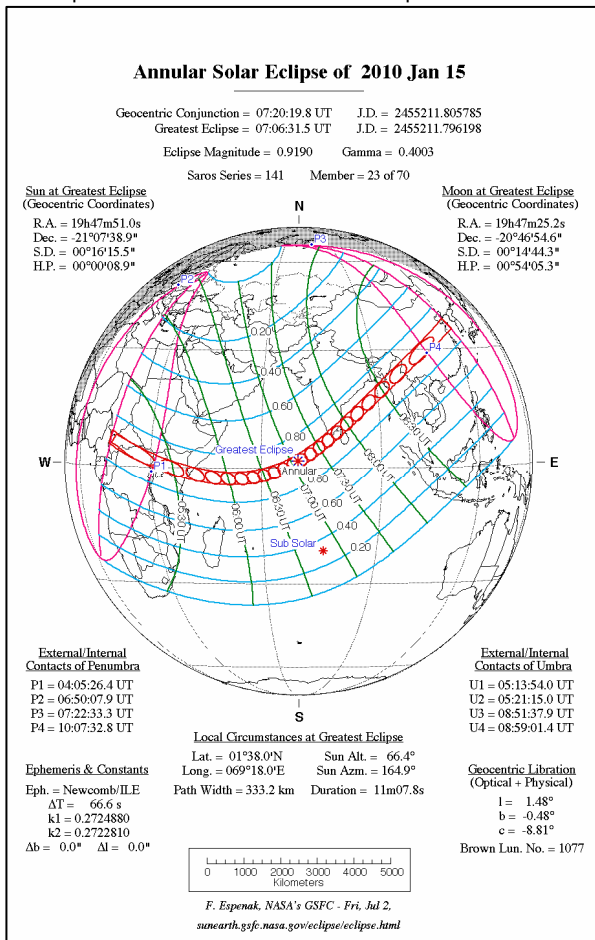 Annular Solar Eclipse of 2010 Jan 15
Geocentric Conjunction = 07:20:19.8 UT J.D. = 2455211.805785
Greatest Eclipse = 07:06:31.5 UT J.D. = 2455211.796198
Eclipse Magnitude = 0.9190 Gamma = 0.4003
Saros Series = 141 Member = 23 of 70
Sun at Greatest Eclipse
(Geocentric Coordinates)
R.A. = 19h47m51.0s
Dec. = -21°07'38.9"
S.D. = 00°16'15.5"
H.P. = 00°00'08.9"
Moon at Greatest Eclipse
(Geocentric Coordinates)
R.A. = 19h47m25.2s
Dec. = -20°46'54.6"
S.D. = 00°14'44.3"
H.P. = 00°54'05.3"
N
P3
P2
0.20
0.40
P4
0.60
0.80
Greatest Eclipse
W
P1
Annular
0.80
E
05:30 UT
06:00 UT
06:30 UT
07:00 UT
07:30 UT
08:00 UT
08:30 UT
0.60
0.40
Sub Solar
0.20
S
External/Internal
Contacts of Penumbra
P1 = 04:05:26.4 UT
P2 = 06:50:07.9 UT
P3 = 07:22:33.3 UT
P4 = 10:07:32.8 UT
External/Internal
Contacts of Umbra
U1 = 05:13:54.0 UT
U2 = 05:21:15.0 UT
U3 = 08:51:37.9 UT
U4 = 08:59:01.4 UT
Local Circumstances at Greatest Eclipse
Lat. = 01°38.0'N Sun Alt. = 66.4°
Long. = 069°18.0'E Sun Azm. = 164.9°
Path Width = 333.2 km Duration = 11m07.8s
Ephemeris & Constants
Eph. = Newcomb/ILE
ΔT = 66.6 s
k1 = 0.2724880
k2 = 0.2722810
Δb = 0.0" Δl = 0.0"
Geocentric Libration
(Optical + Physical)
l = 1.48°
b = -0.48°
c = -8.81°
Brown Lun. No. = 1077
0 1000 2000 3000 4000 5000
Kilometers
F. Espenak, NASA's GSFC - Fri, Jul 2,
sunearth.gsfc.nasa.gov/eclipse/eclipse.html